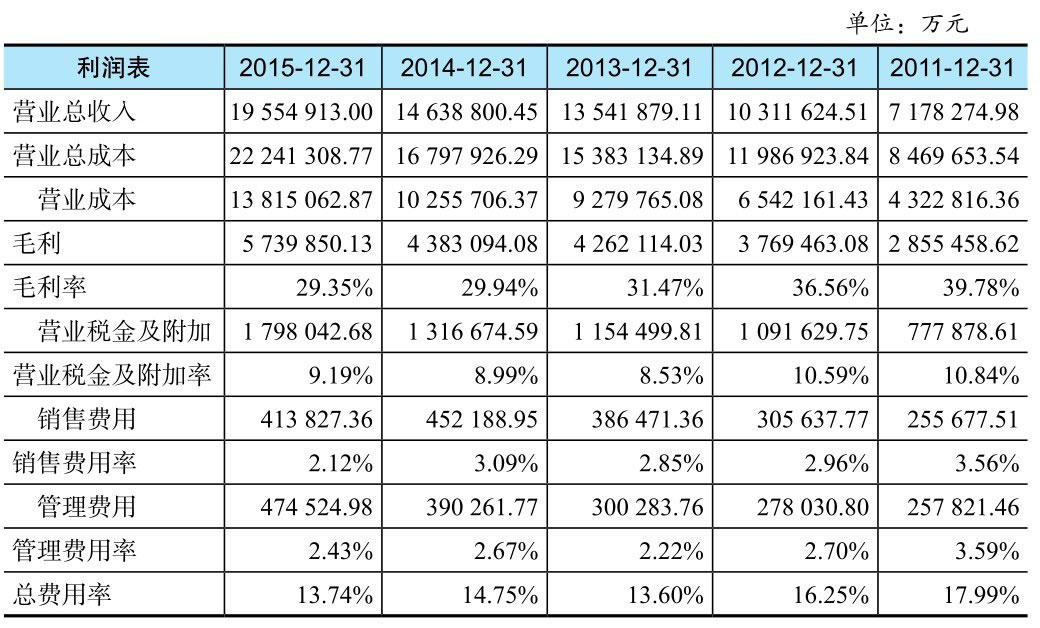 单位：万元
利润表 2015-12-31 2014-12-31 2013-12-31 2012-12-31 2011-12-31
营业总收入 19 554 913.00 14 638 800.45 13 541 879.11 10 311 624.51 7 178 274.98
营业总成本 22 241 308.77 16 797 926.29 15 383 134.89 11 986 923.84 8 469 653.54
营业成本 13 815 062.87 10 255 706.37 9 279 765.08 6 542 161.43 4 322 816.36
毛利 5 739 850.13 4 383 094.08 4 262 114.03 3 769 463.08 2 855 458.62
毛利率 29.35% 29.94% 31.47% 36.56% 39.78%
营业税金及附加 1 798 042.68 1 316 674.59 1 154 499.81 1 091 629.75 777 878.61
营业税金及附加率 9.19% 8.99% 8.53% 10.59% 10.84%
销售费用 413 827.36 452 188.95 386 471.36 305 637.77 255 677.51
销售费用率 2.12% 3.09% 2.85% 2.96% 3.56%
管理费用 474 524.98 390 261.77 300 283.76 278 030.80 257 821.46
管理费用率 2.43% 2.67% 2.22% 2.70% 3.59%
总费用率 13.74% 14.75% 13.60% 16.25% 17.99%